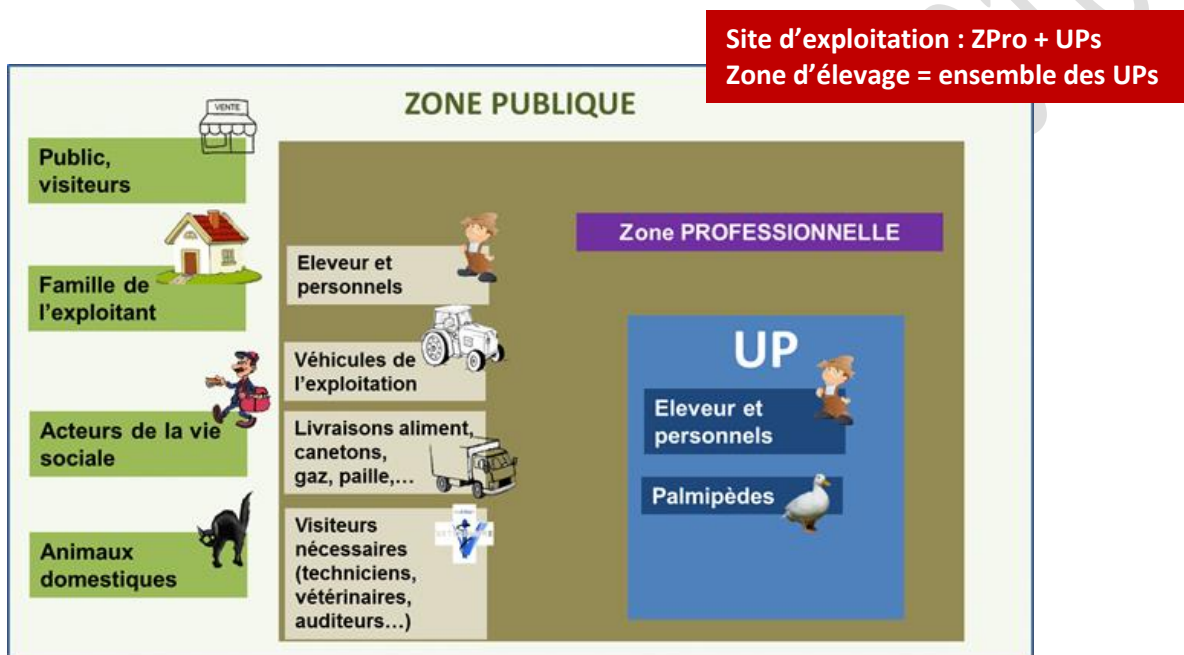 Site d’exploitation : ZPro + UPs
Zone d’élevage = ensemble des UPs
ZONE PUBLIQUE
VENTE
Public,
visiteurs
Famille de
l’exploitant
Acteurs de la vie
sociale
Animaux
domestiques
Eleveur et
personnels
Véhicules de
l’exploitation
Livraisons aliment,
canetons,
gaz, paille,…
Visiteurs
nécessaires
(techniciens,
vétérinaires,
auditeurs…)
Zone PROFESSIONNELLE
UP
Eleveur et
personnels
Palmipèdes